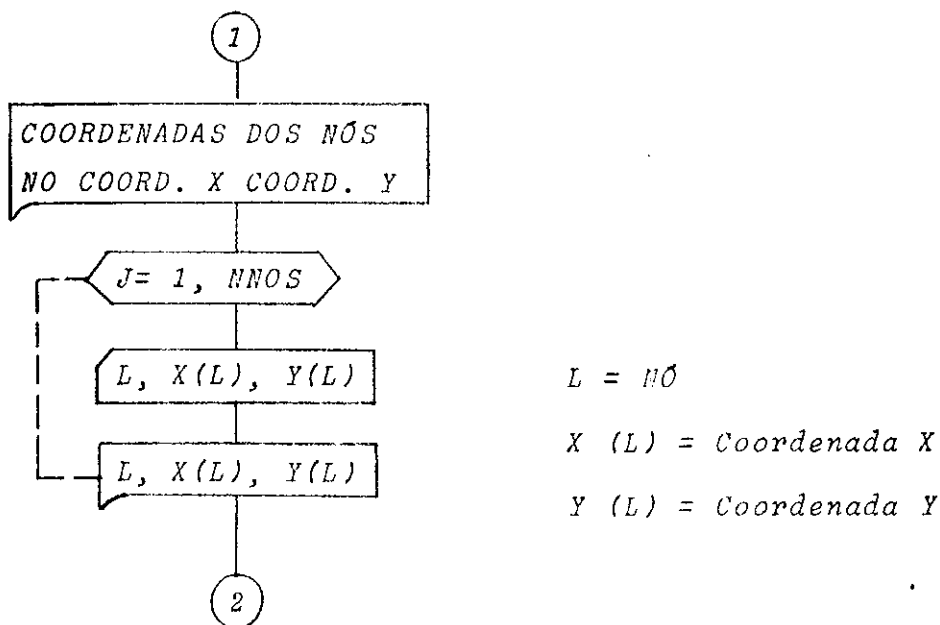 1
COORDENADAS DOS NÓS
NO COORD. X COORD. Y
J= 1, NNOS
L, X(L), Y(L)
L, X(L), Y(L)
L = NÓ
X (L) = Coordenada X
Y (L) = Coordenada Y
2